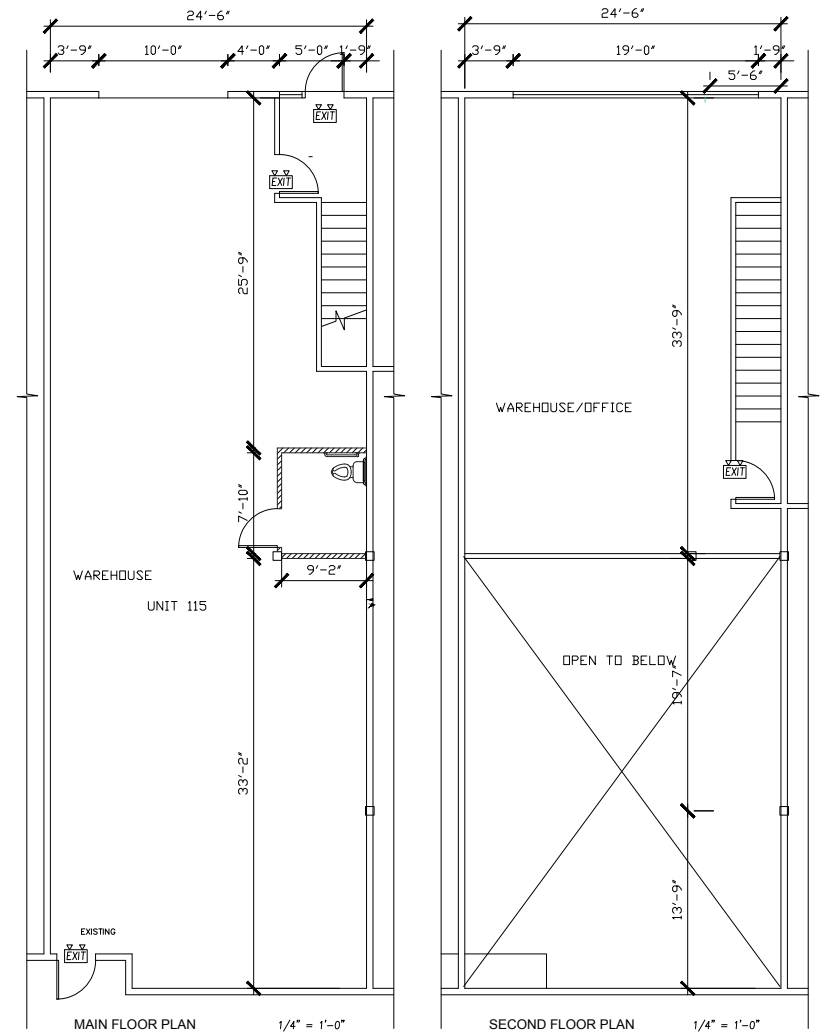 24'-6"
3'-9" 10'-0" 4'-0" 5'-0" 1'-9"
EXIT
EXIT
25'-9"
7'-10"
9'-2"
WAREHOUSE
UNIT 115
33'-2"
EXISTING
EXIT
MAIN FLOOR PLAN 1/4" = 1'-0"
24'-6"
3'-9" 19'-0" 1'-9"
5'-6"
33'-9"
WAREHOUSE/OFFICE
EXIT
OPEN TO BELOW
19'-7"
13'-9"
SECOND FLOOR PLAN 1/4" = 1'-0"